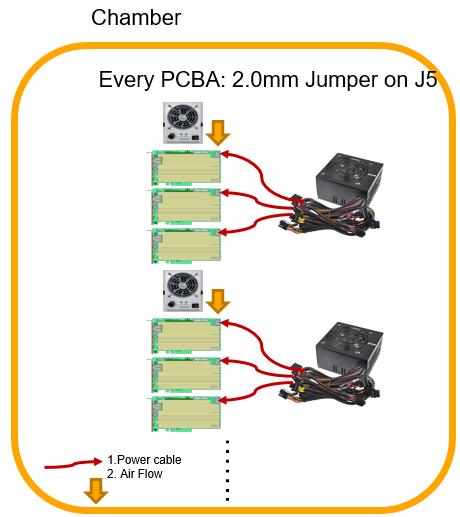 Chamber
Every PCBA: 2.0mm Jumper on J5
1.Power cable
2. Air Flow